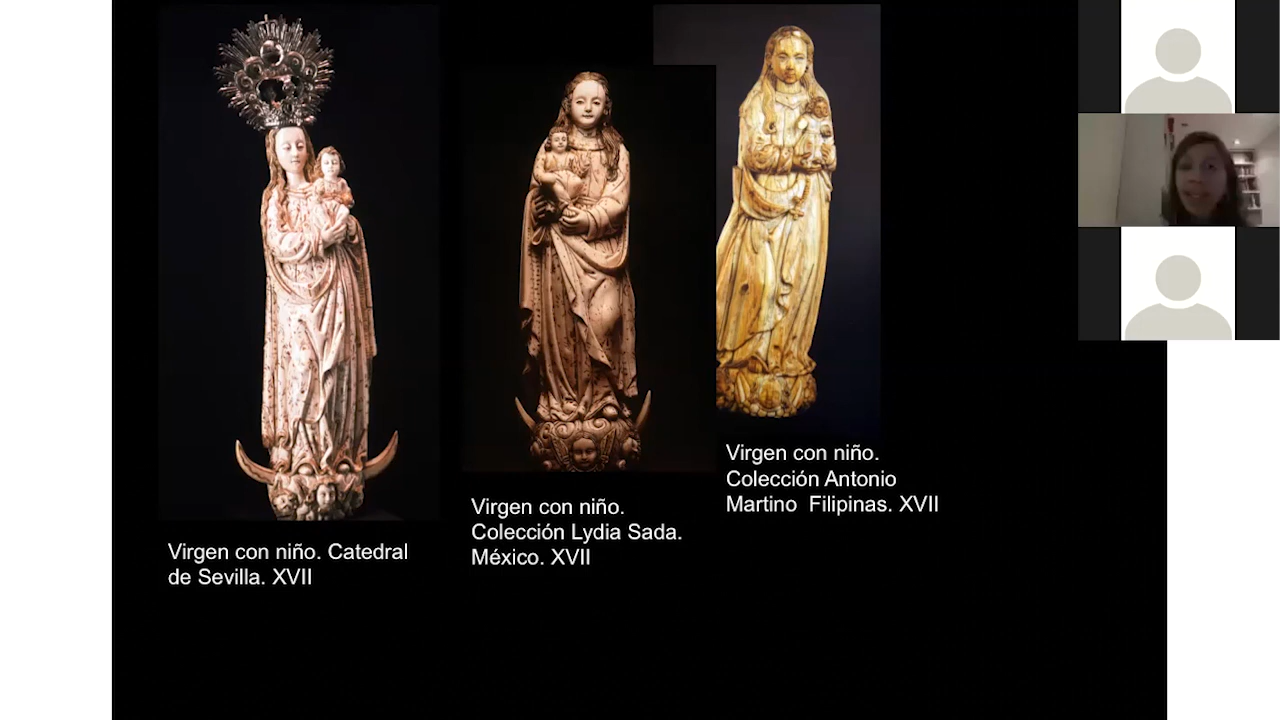 Virgen con niño. Catedral
de Sevilla. XVII
Virgen con niño.
Colección Lydia Sada.
México. XVII
Virgen con niño.
Colección Antonio
Martino  Filipinas. XVII